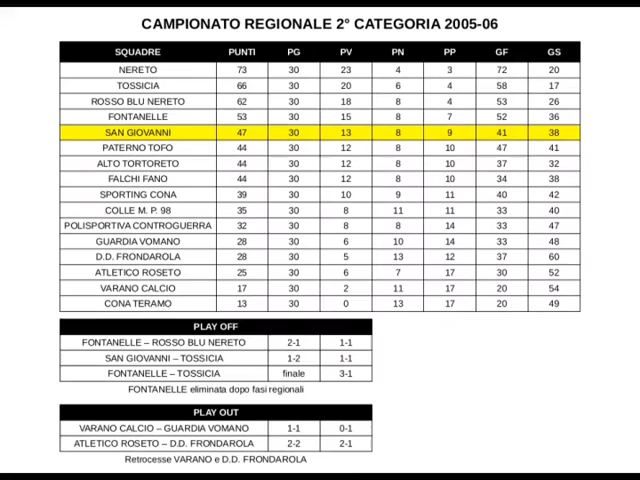 CAMPIONATO REGIONALE 2° CATEGORIA 2005-06
SQUADRE PUNTI PG PV PN PP GF GS
NERETO 73 30 23 4 3 72 20
TOSSICIA 66 30 20 6 4 58 17
ROSSO BLU NERETO 62 30 18 8 4 53 26
FONTANELLE 53 30 15 8 7 52 36
SAN GIOVANNI 47 30 13 8 9 41 38
PATERNO TOFO 44 30 12 8 10 47 41
ALTO TORTORETO 44 30 12 8 10 37 32
FALCHI FANO 44 30 12 8 10 34 38
SPORTING CONA 39 30 10 9 11 40 42
COLLE M. P. 98 35 30 8 11 11 33 40
POLISPORTIVA CONTROGUERRA 32 30 8 8 14 33 47
GUARDIA VOMANO 28 30 6 10 14 33 48
D.D. FRONDAROLA 28 30 5 13 12 37 60
ATLETICO ROSETO 25 30 6 7 17 30 52
VARANO CALCIO 17 30 2 11 17 20 54
CONA TERAMO 13 30 0 13 17 20 49
PLAY OFF
FONTANELLE – ROSSO BLU NERETO 2-1 1-1
SAN GIOVANNI – TOSSICIA 1-2 1-1
FONTANELLE – TOSSICIA finale 3-1
FONTANELLE eliminata dopo fasi regionali
PLAY OUT
VARANO CALCIO – GUARDIA VOMANO 1-1 0-1
ATLETICO ROSETO – D.D. FRONDAROLA 2-2 2-1
Retrocesse VARANO e D.D. FRONDAROLA